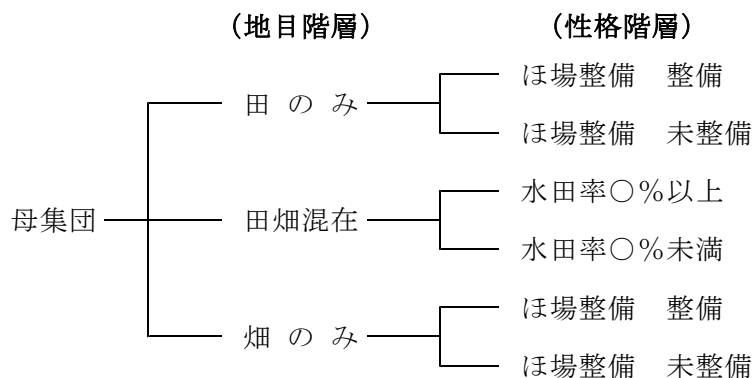 (地目階層) (性格階層)
ほ場整備 整備
田 の み
ほ場整備 未整備
水田率○%以上
母集団 田畑混在
水田率○%未満
ほ場整備 整備
畑 の み
ほ場整備 未整備